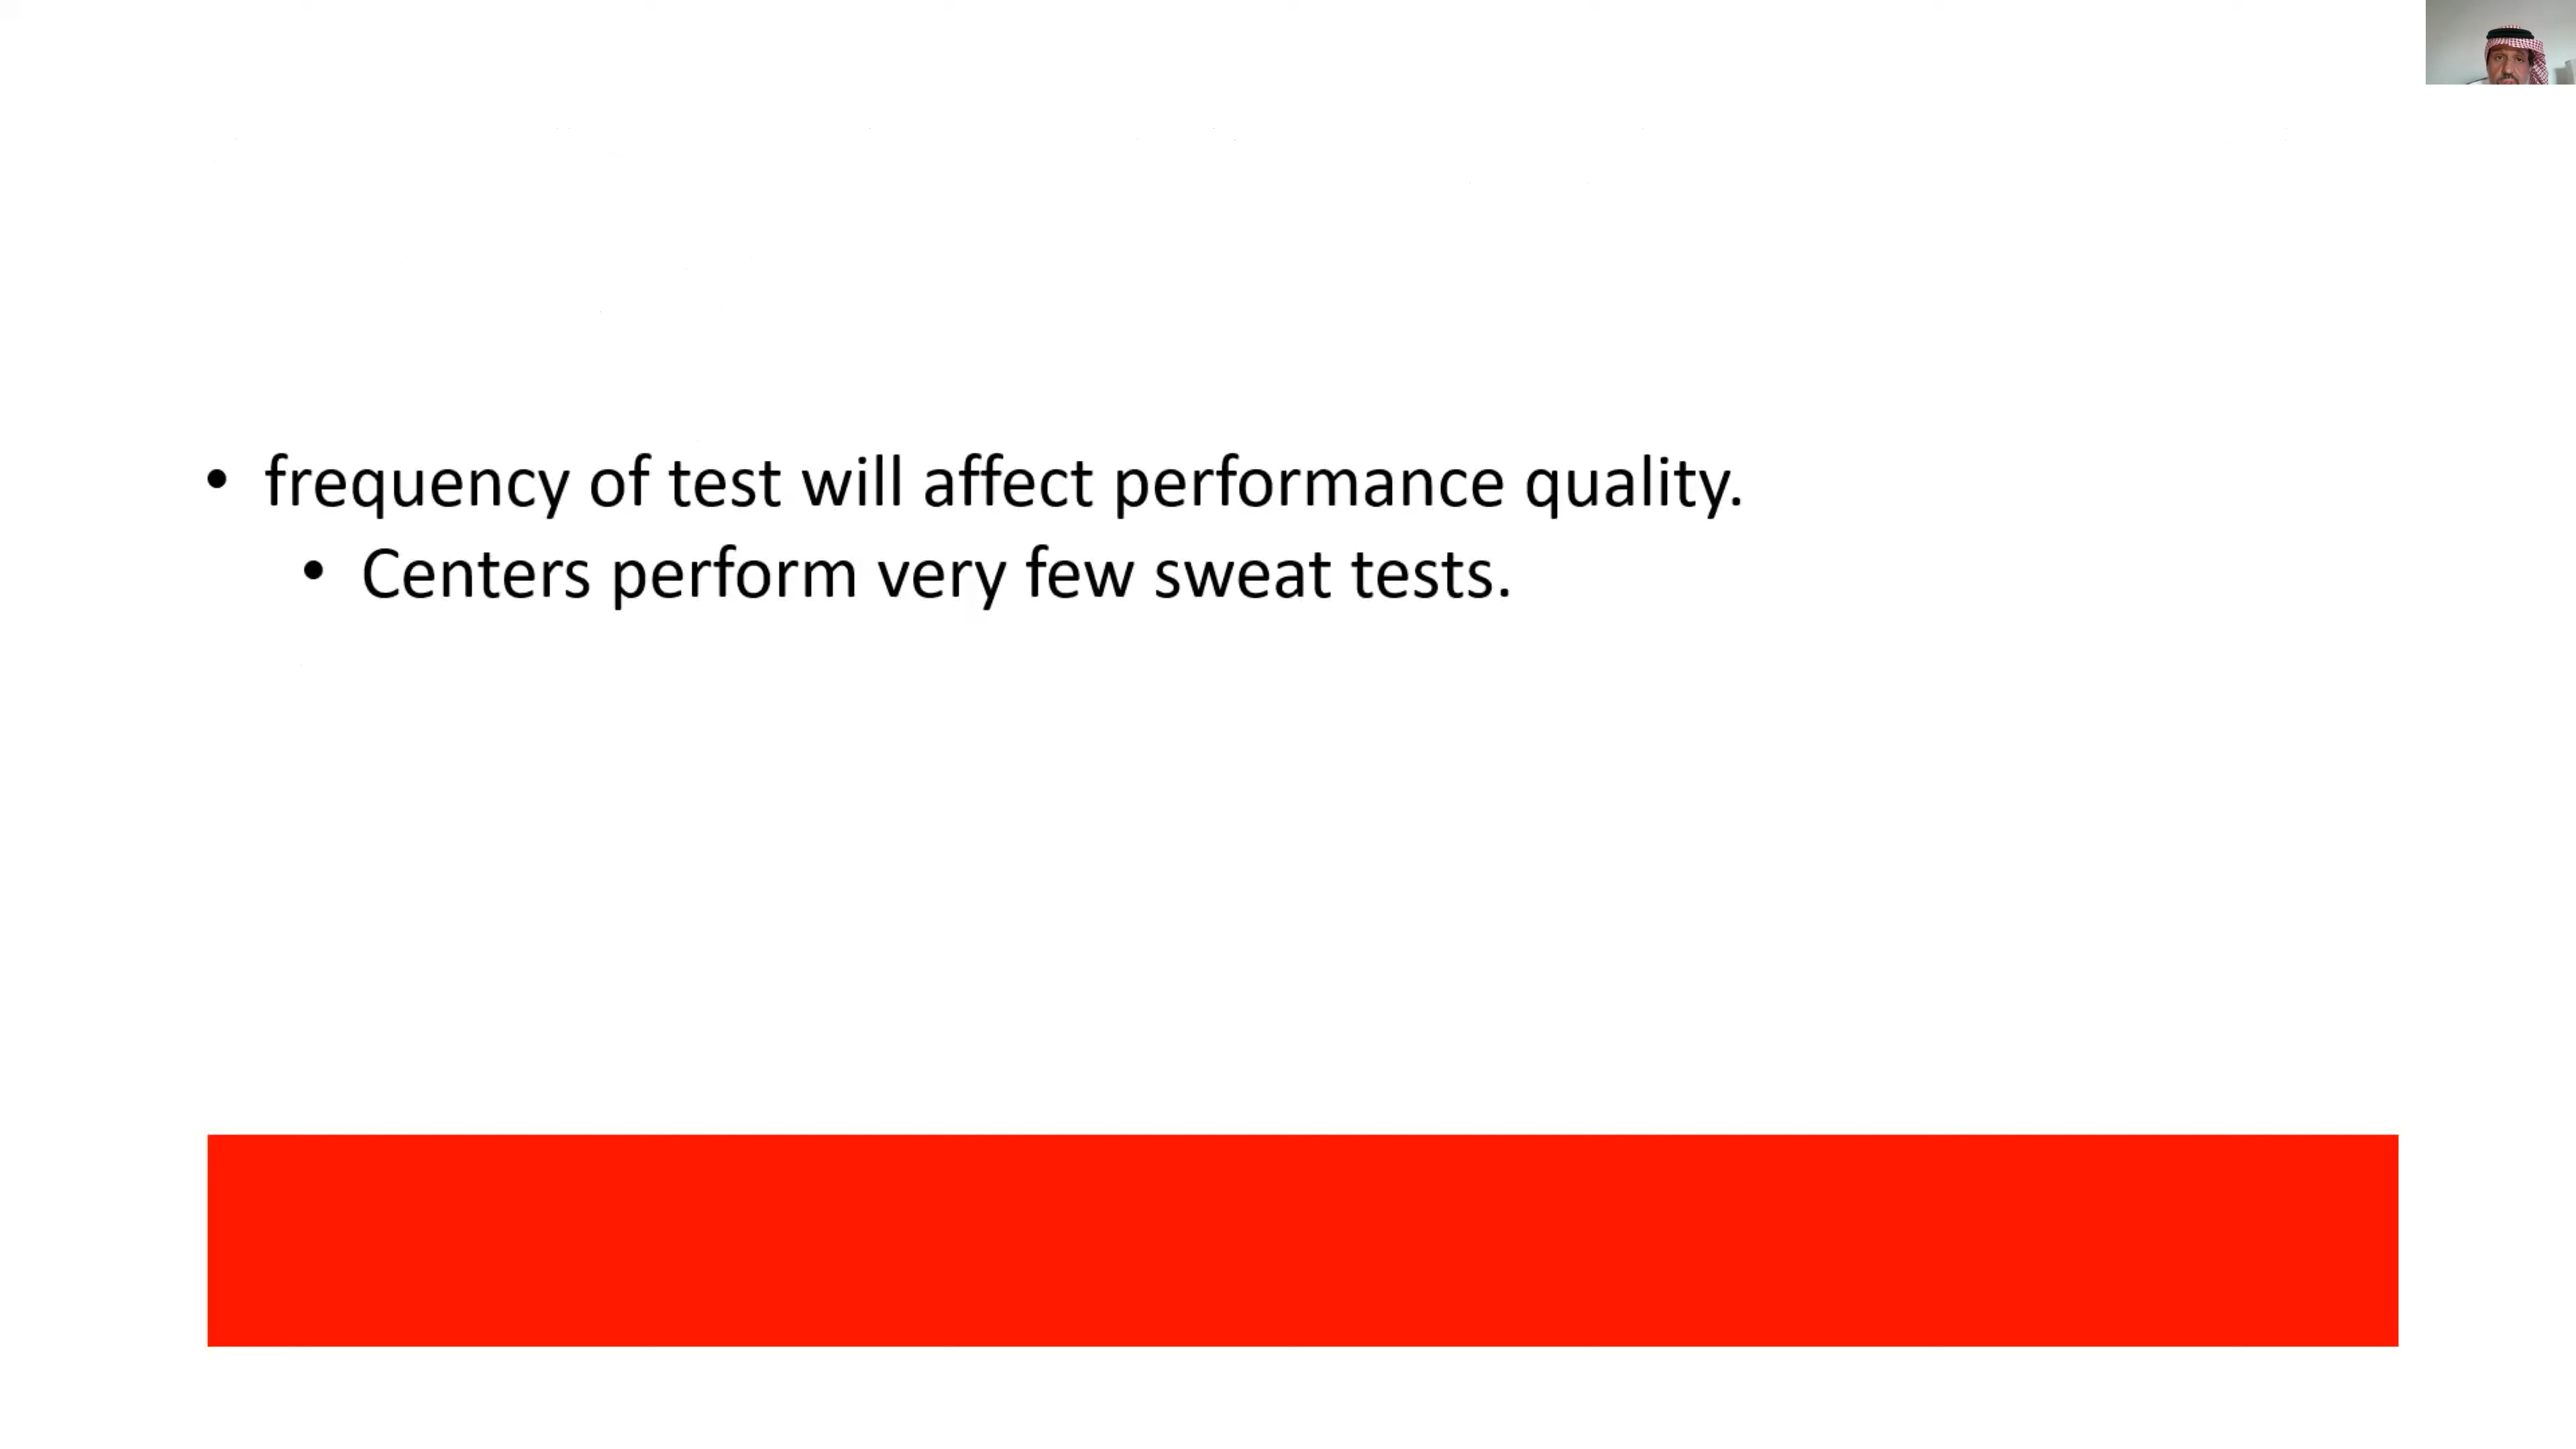 • frequency of test will affect performance quality.
• Centers perform very few sweat tests.